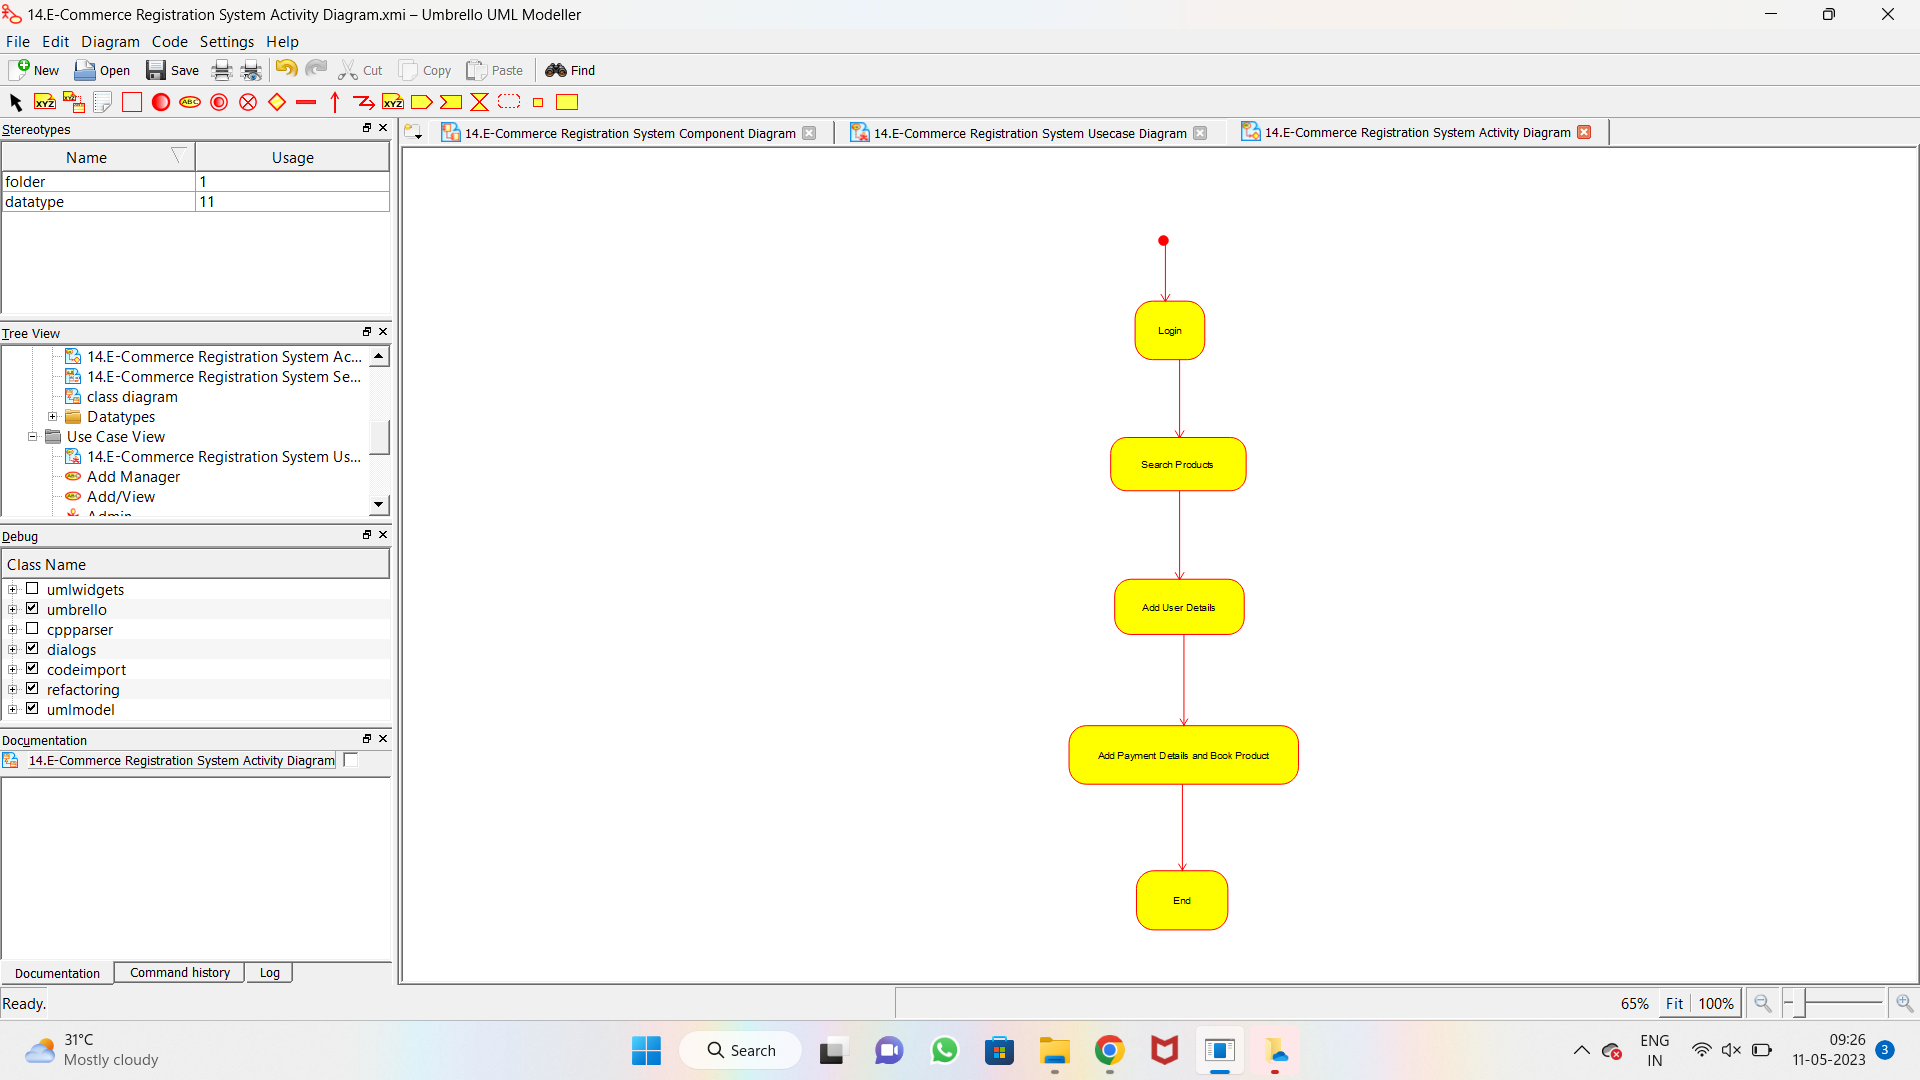 14.E-Commerce Registration System Activity Diagram.xmi – Umbrello UML Modeller
File Edit Diagram Code Settings Help
New Open Save Cut Copy Paste Find
XYZ XYZ ABC XYZ
Stereotypes
14.E-Commerce Registration System Component Diagram
14.E-Commerce Registration System Usecase Diagram
14.E-Commerce Registration System Activity Diagram
Name Usage
folder 1
datatype 11
Tree View
14.E-Commerce Registration System Ac...
14.E-Commerce Registration System Se...
class diagram
Datatypes
Use Case View
14.E-Commerce Registration System Us...
Add Manager
Add/View
Admin
Debug
Class Name
umlwidgets
umbrello
cppparser
dialogs
codeimport
refactoring
umlmodel
Documentation
14.E-Commerce Registration System Activity Diagram
Documentation Command history Log
Login
Search Products
Add User Details
Add Payment Details and Book Product
End
Ready.
65% Fit 100%
31°C
Mostly cloudy
Search
ENG
IN
09:26
11-05-2023
3